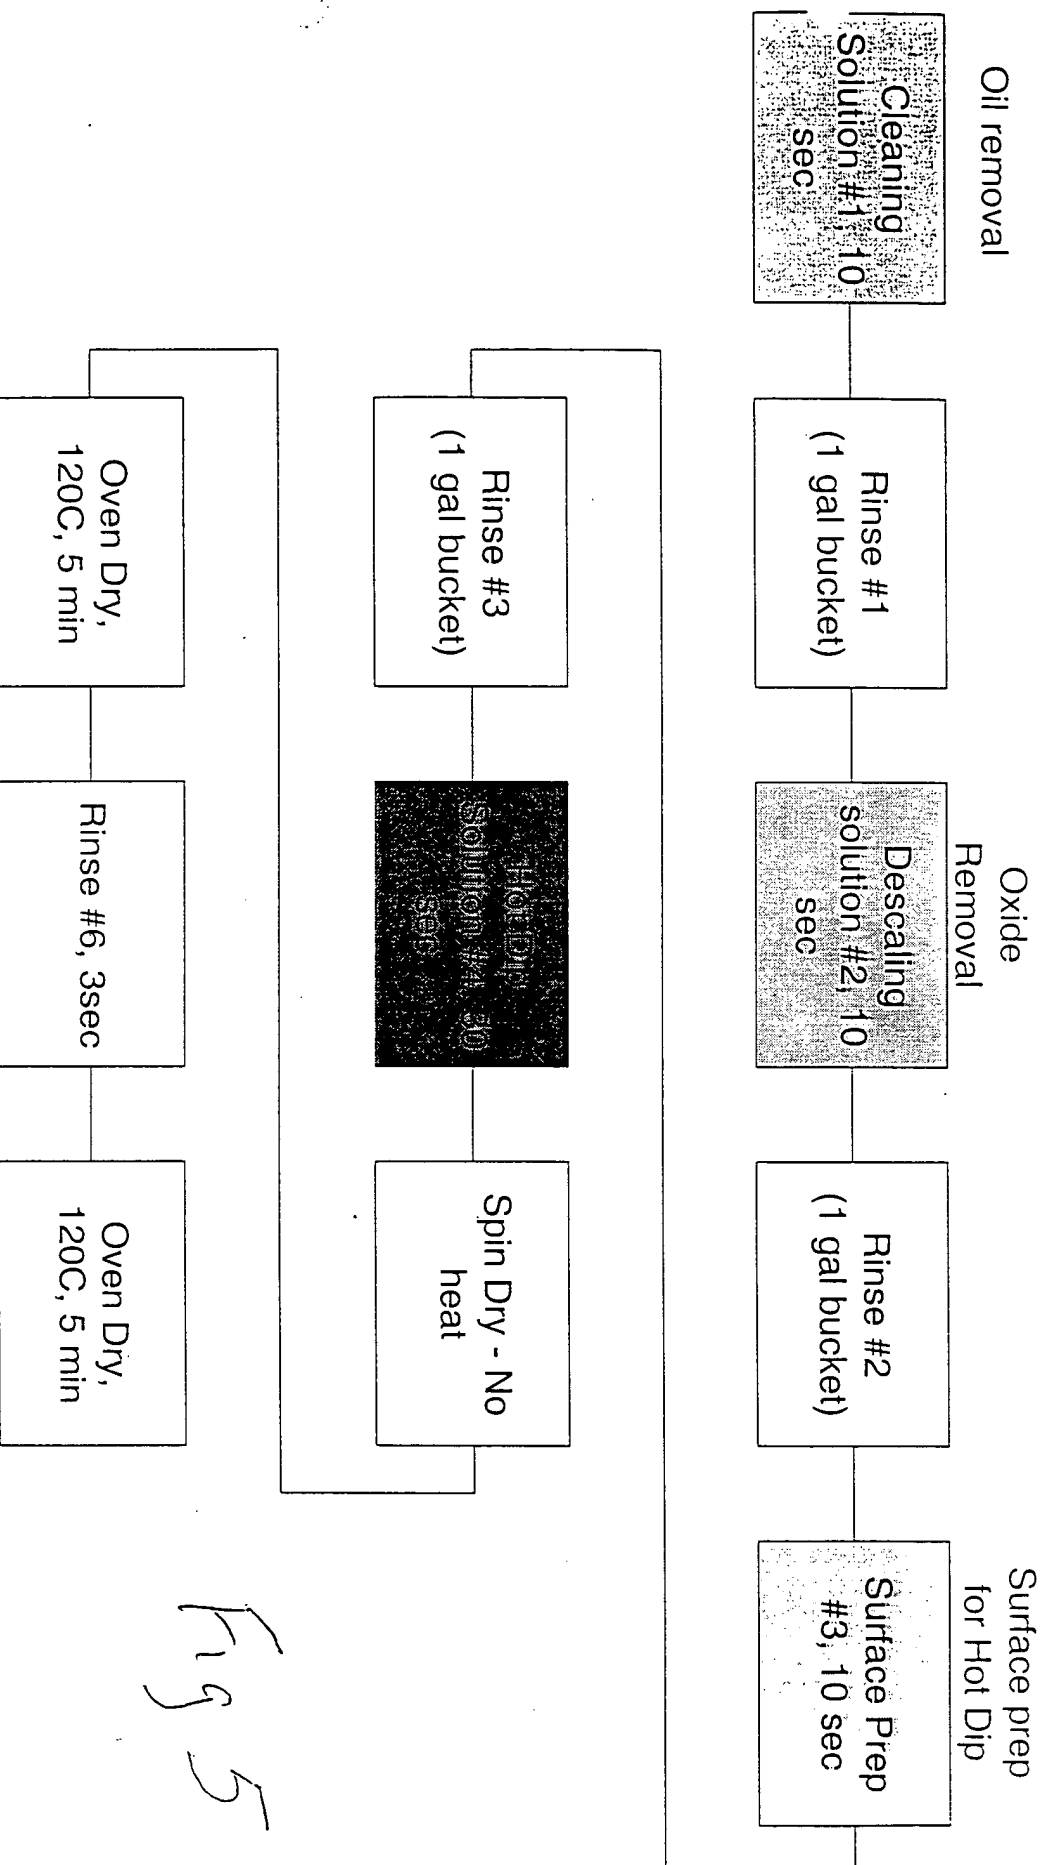 Oil removal
Cleaning
Solution #1, 10
sec
Rinse #1
(1 gal bucket)
Oxide
Removal
Descaling
solution #2, 10
sec
Rinse #2
(1 gal bucket)
Surface prep
for Hot Dip
Surface Prep
#3, 10 sec
Rinse #3
(1 gal bucket)
Hot Dip
solution #4,
sec
Spin Dry - No
heat
Oven Dry,
120C, 5 min
Rinse #6, 3sec
Oven Dry,
120C, 5 min
Fig 5